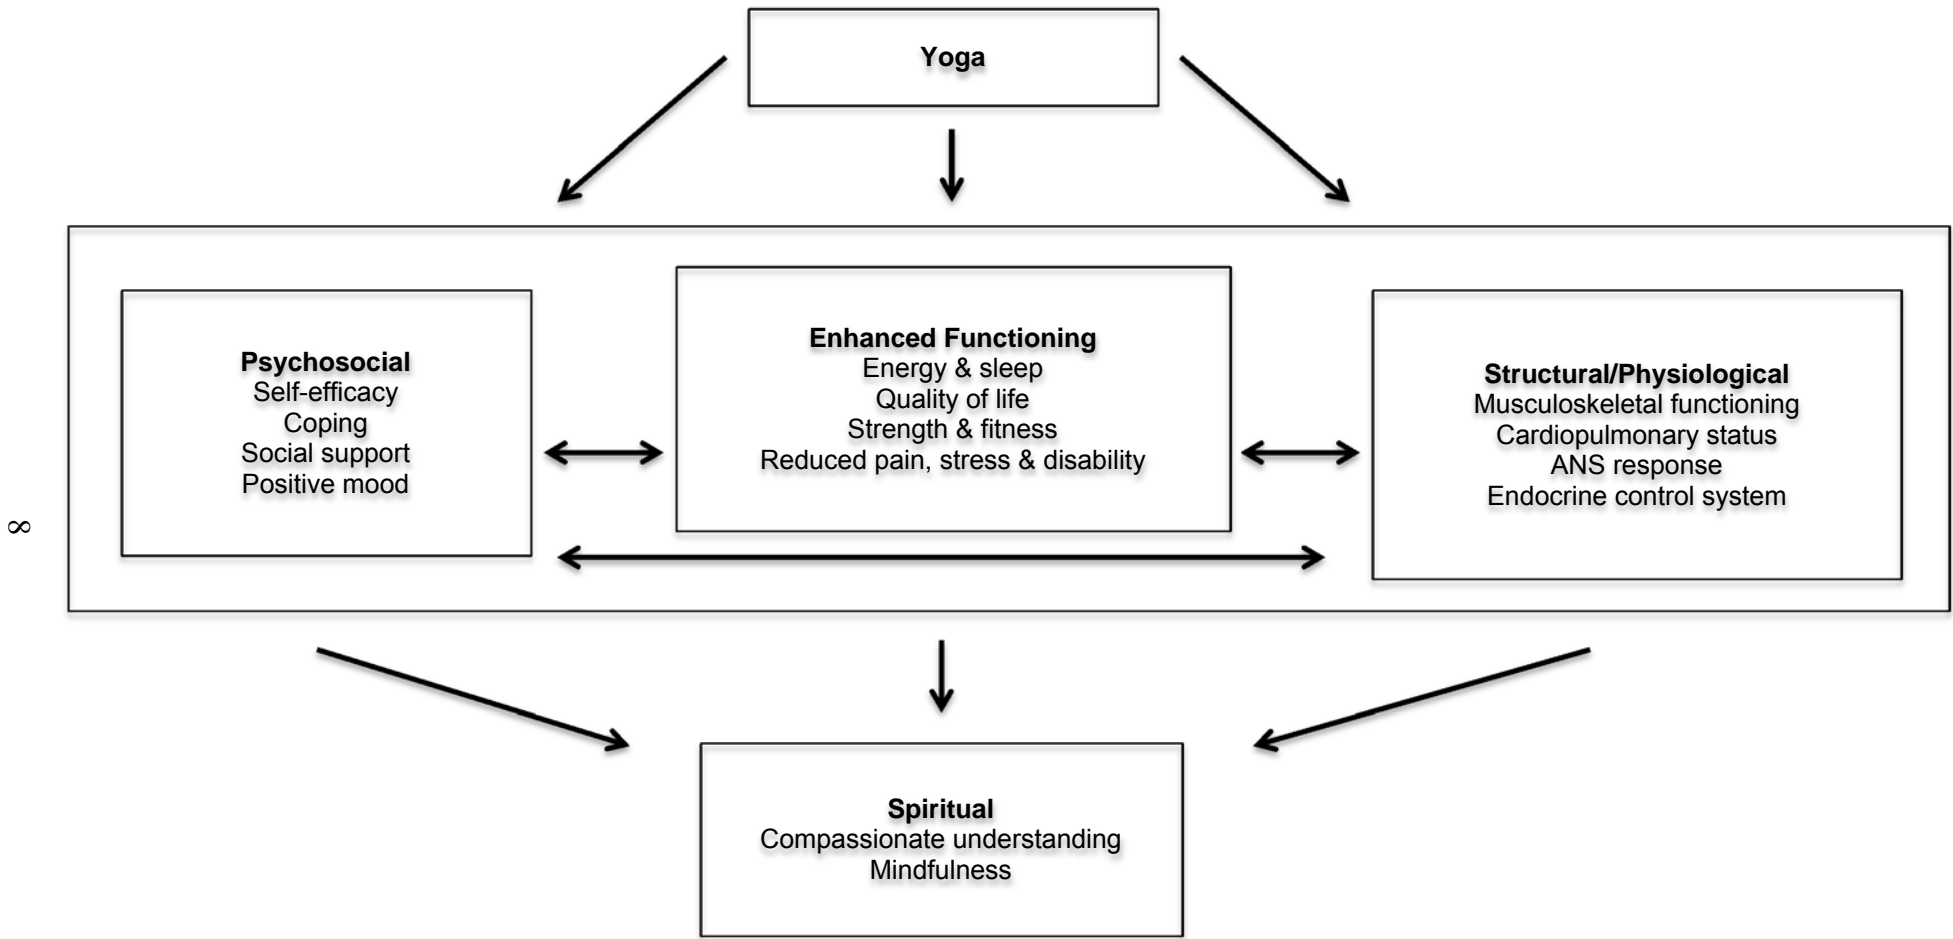 Yoga
Psychosocial
Self-efficacy
Coping
Social support
Positive mood
Enhanced Functioning
Energy & sleep
Quality of life
Strength & fitness
Reduced pain, stress & disability
Structural/Physiological
Musculoskeletal functioning
Cardiopulmonary status
ANS response
Endocrine control system
8
Spiritual
Compassionate understanding
Mindfulness